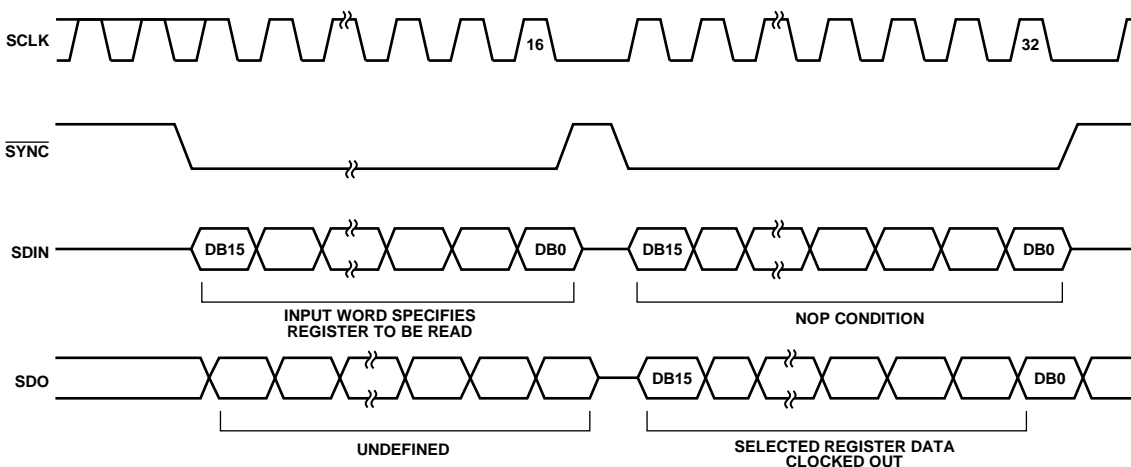 SCLK
16
32
SYNC
SDIN
DB15
DB0
DB15
DB0
INPUT WORD SPECIFIES
REGISTER TO BE READ
NOP CONDITION
SDO
DB15
DB0
UNDEFINED
SELECTED REGISTER DATA
CLOCKED OUT